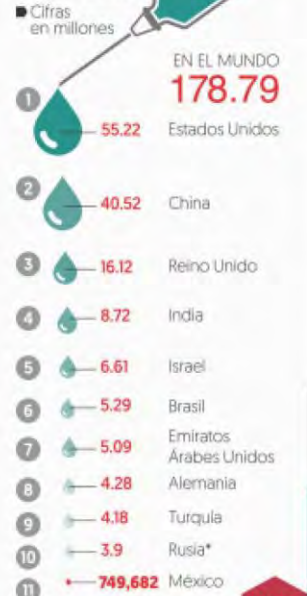 Cifras
en millones
EN EL MUNDO
178.79
1 55.22 Estados Unidos
2 40.52 China
3 16.12 Reino Unido
4 8.72 India
5 6.61 Israel
6 5.29 Brasil
7 5.09 Emiratos
Árabes Unidos
8 4.28 Alemania
9 4.18 Turquía
10 3.9 Rusia*
11 749,682 México